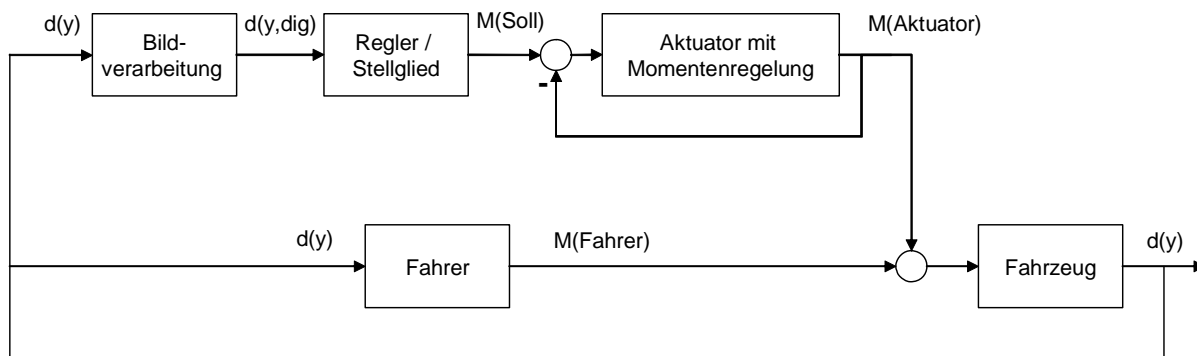 d(y)
Bild-
verarbeitung
d(y,dig)
Regler /
Stellglied
M(Soll)
-
Aktuator mit
Momentenregelung
M(Aktuator)
d(y)
Fahrer
M(Fahrer)
Fahrzeug
d(y)